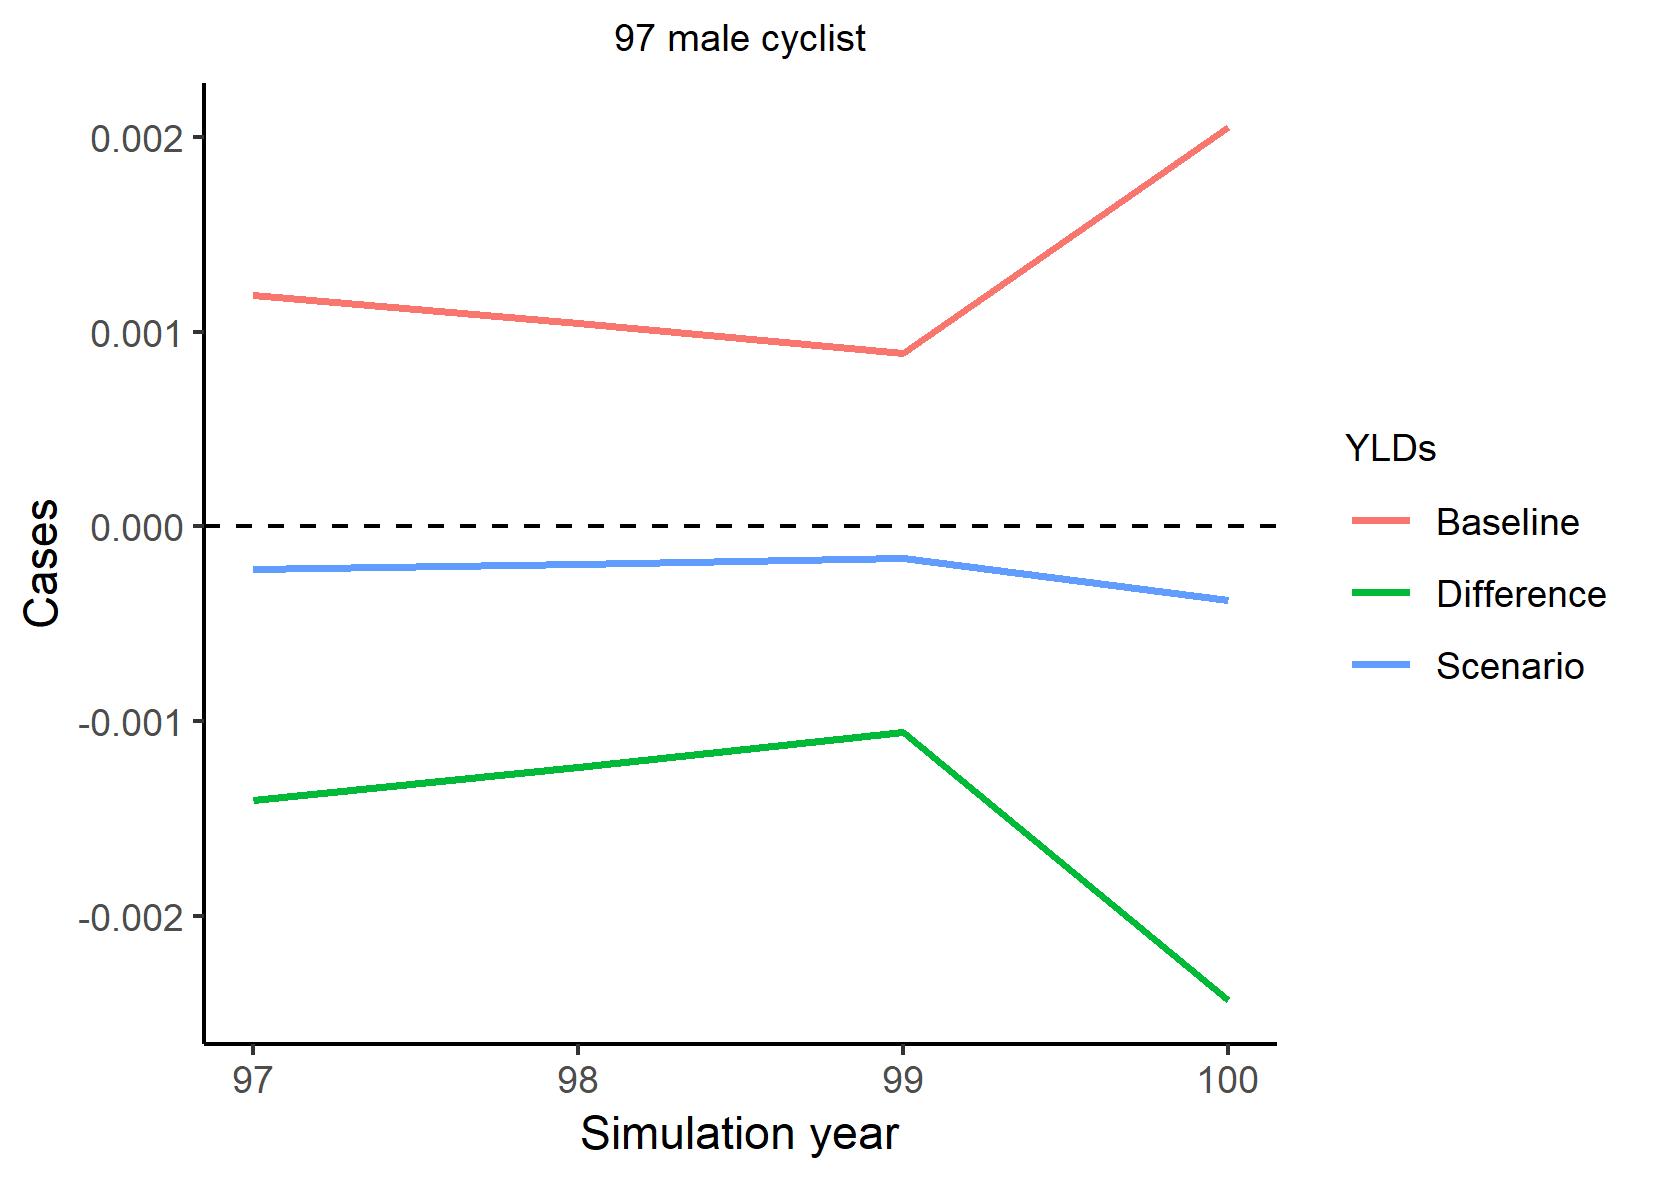 97 male cyclist
0.002
0.001
0.000
-0.001
-0.002
Cases
97 98 99 100
Simulation year
YLDs
Baseline
Difference
Scenario